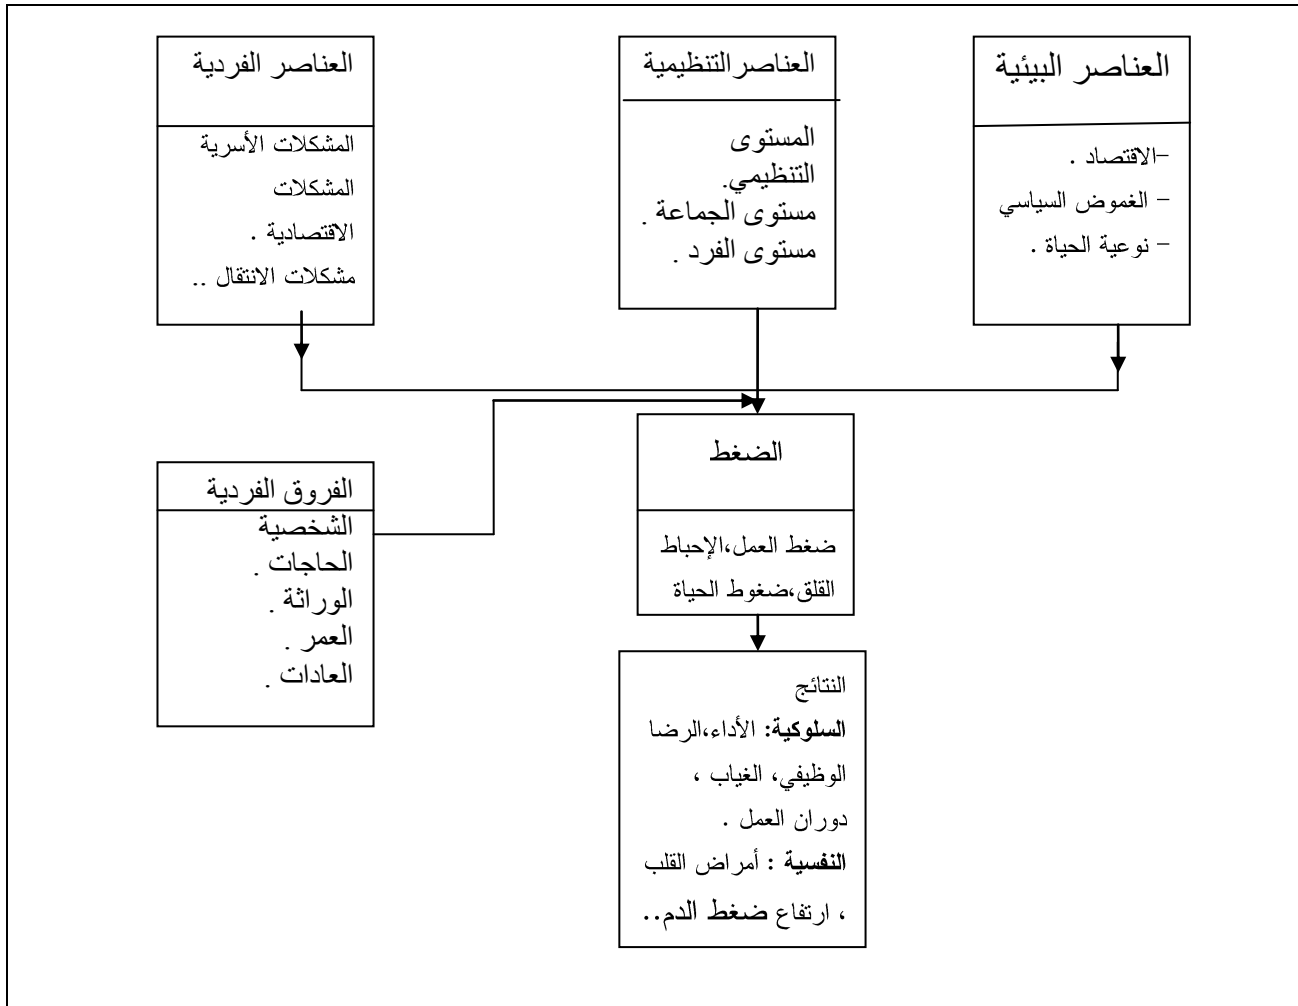 العناصر البيئية
-الاقتصاد .
- الغموض السياسي
- نوعية الحياة .
العناصر التنظيمية
المستوى
التنظيمي.
مستوى الجماعة .
مستوى الفرد .
العناصر الفردية
المشكلات الأسرية
المشكلات
الاقتصادية .
مشكلات الانتقال ..
الضغط
ضغط العمل،الإحباط
القلق،ضغوط الحياة
الفروق الفردية
الشخصية
الحاجات .
الوراثة .
العمر .
العادات .
النتائج
السلوكية: الأداء،الرضا
الوظيفي، الغياب ،
دوران العمل .
النفسية : أمراض القلب
، ارتفاع ضغط الدم..